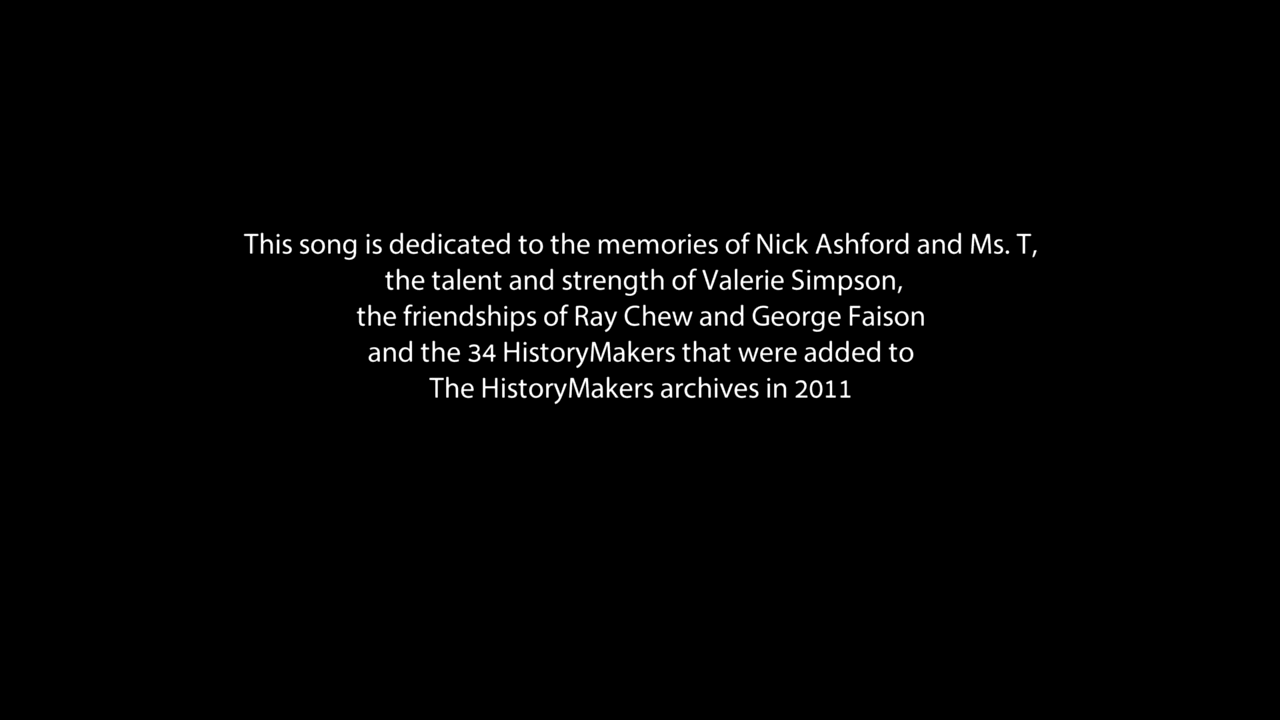 This song is dedicated to the memories of Nick Ashford and Ms. T,
the talent and strength of Valerie Simpson,
the friendships of Ray Chew and George Faison
and the 34 HistoryMakers that were added to
The HistoryMakers archives in 2011